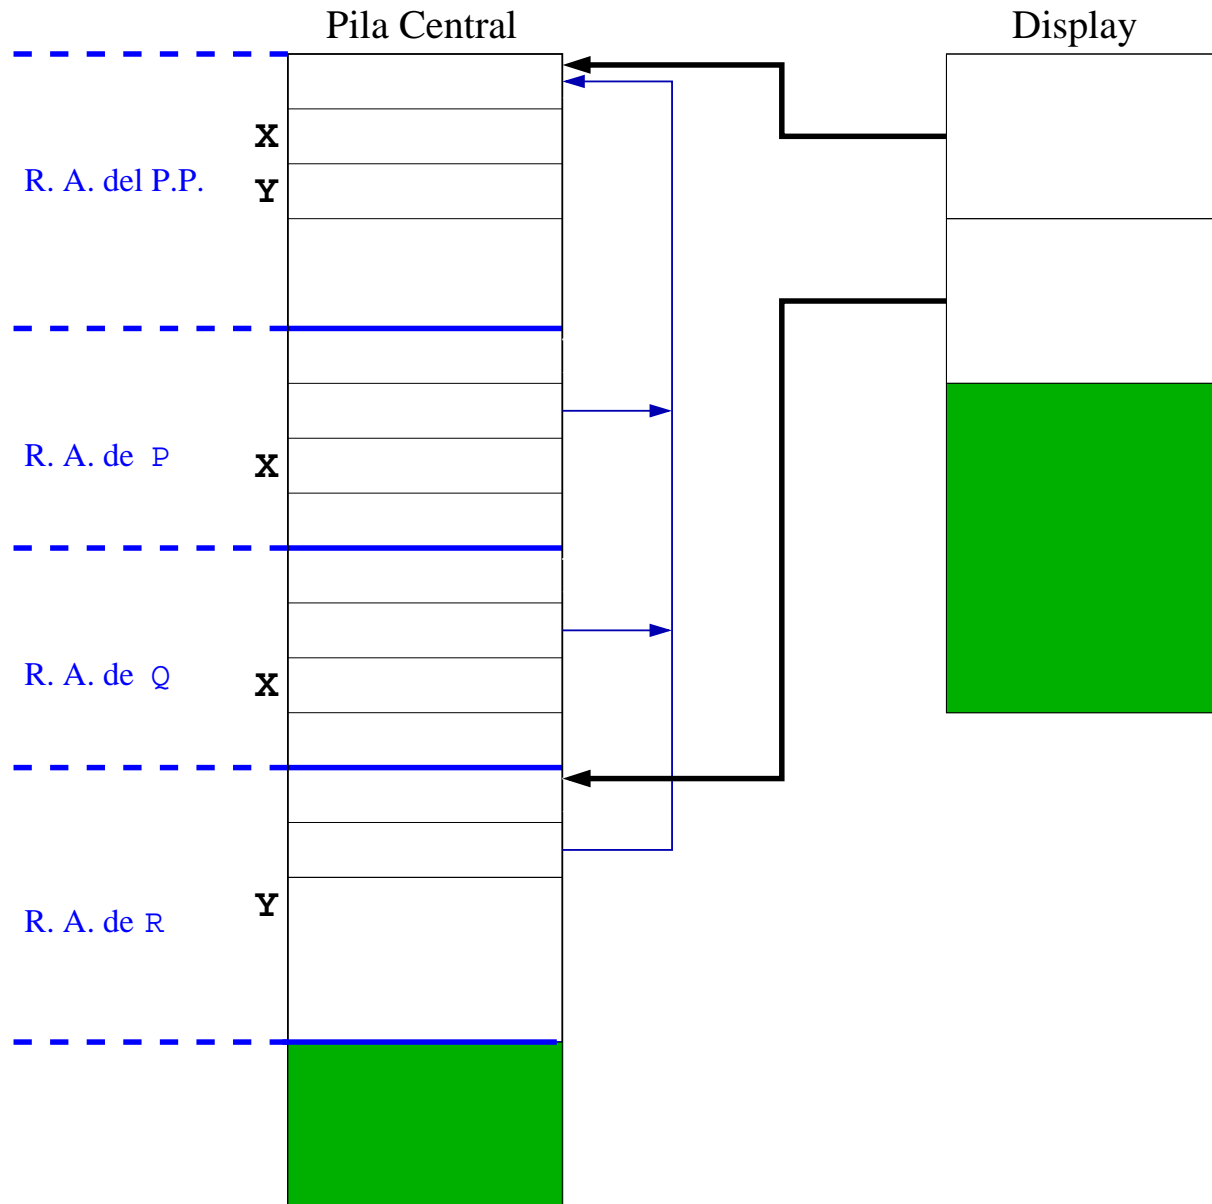 Pila Central
Display
X
R. A. del P.P.
Y
R. A. de P
X
R. A. de Q
X
Y
R. A. de R